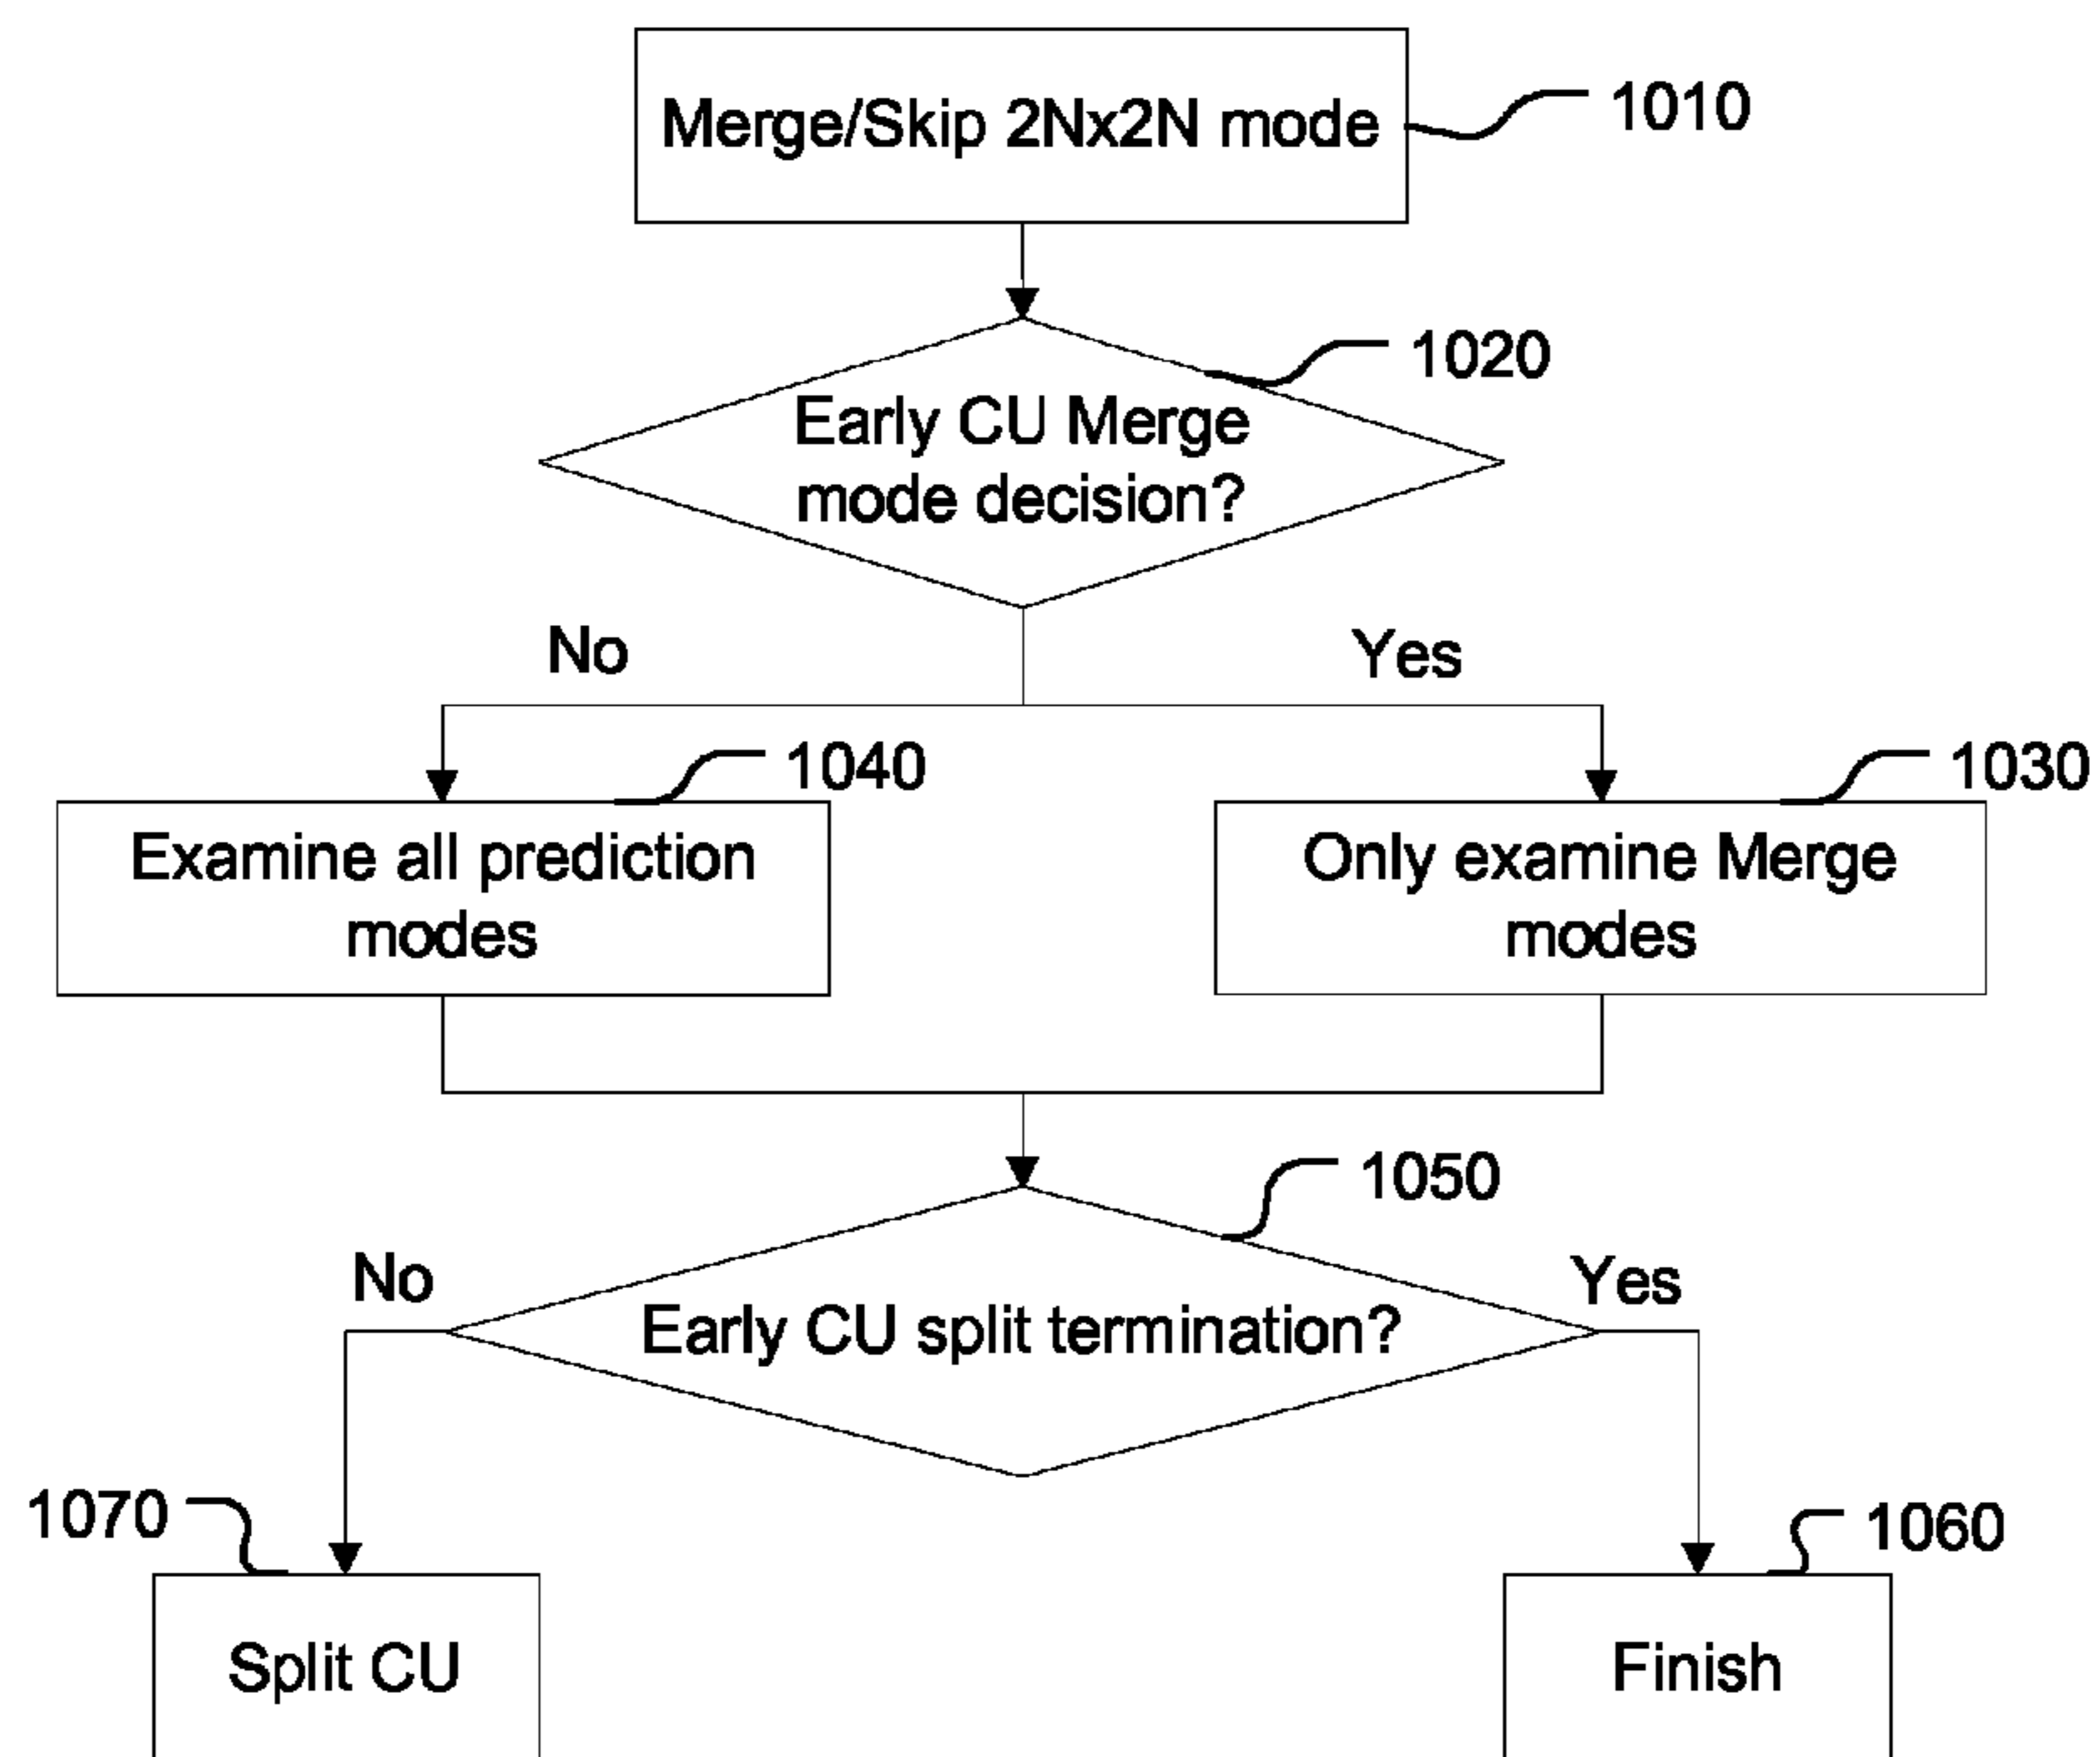 Merge/Skip 2Nx2N mode
1010
1020
Early CU Merge
mode decision?
No
Yes
1040
1030
Examine all prediction
modes
Only examine Merge
modes
1050
No
Yes
Early CU split termination?
1070
1060
Split CU
Finish